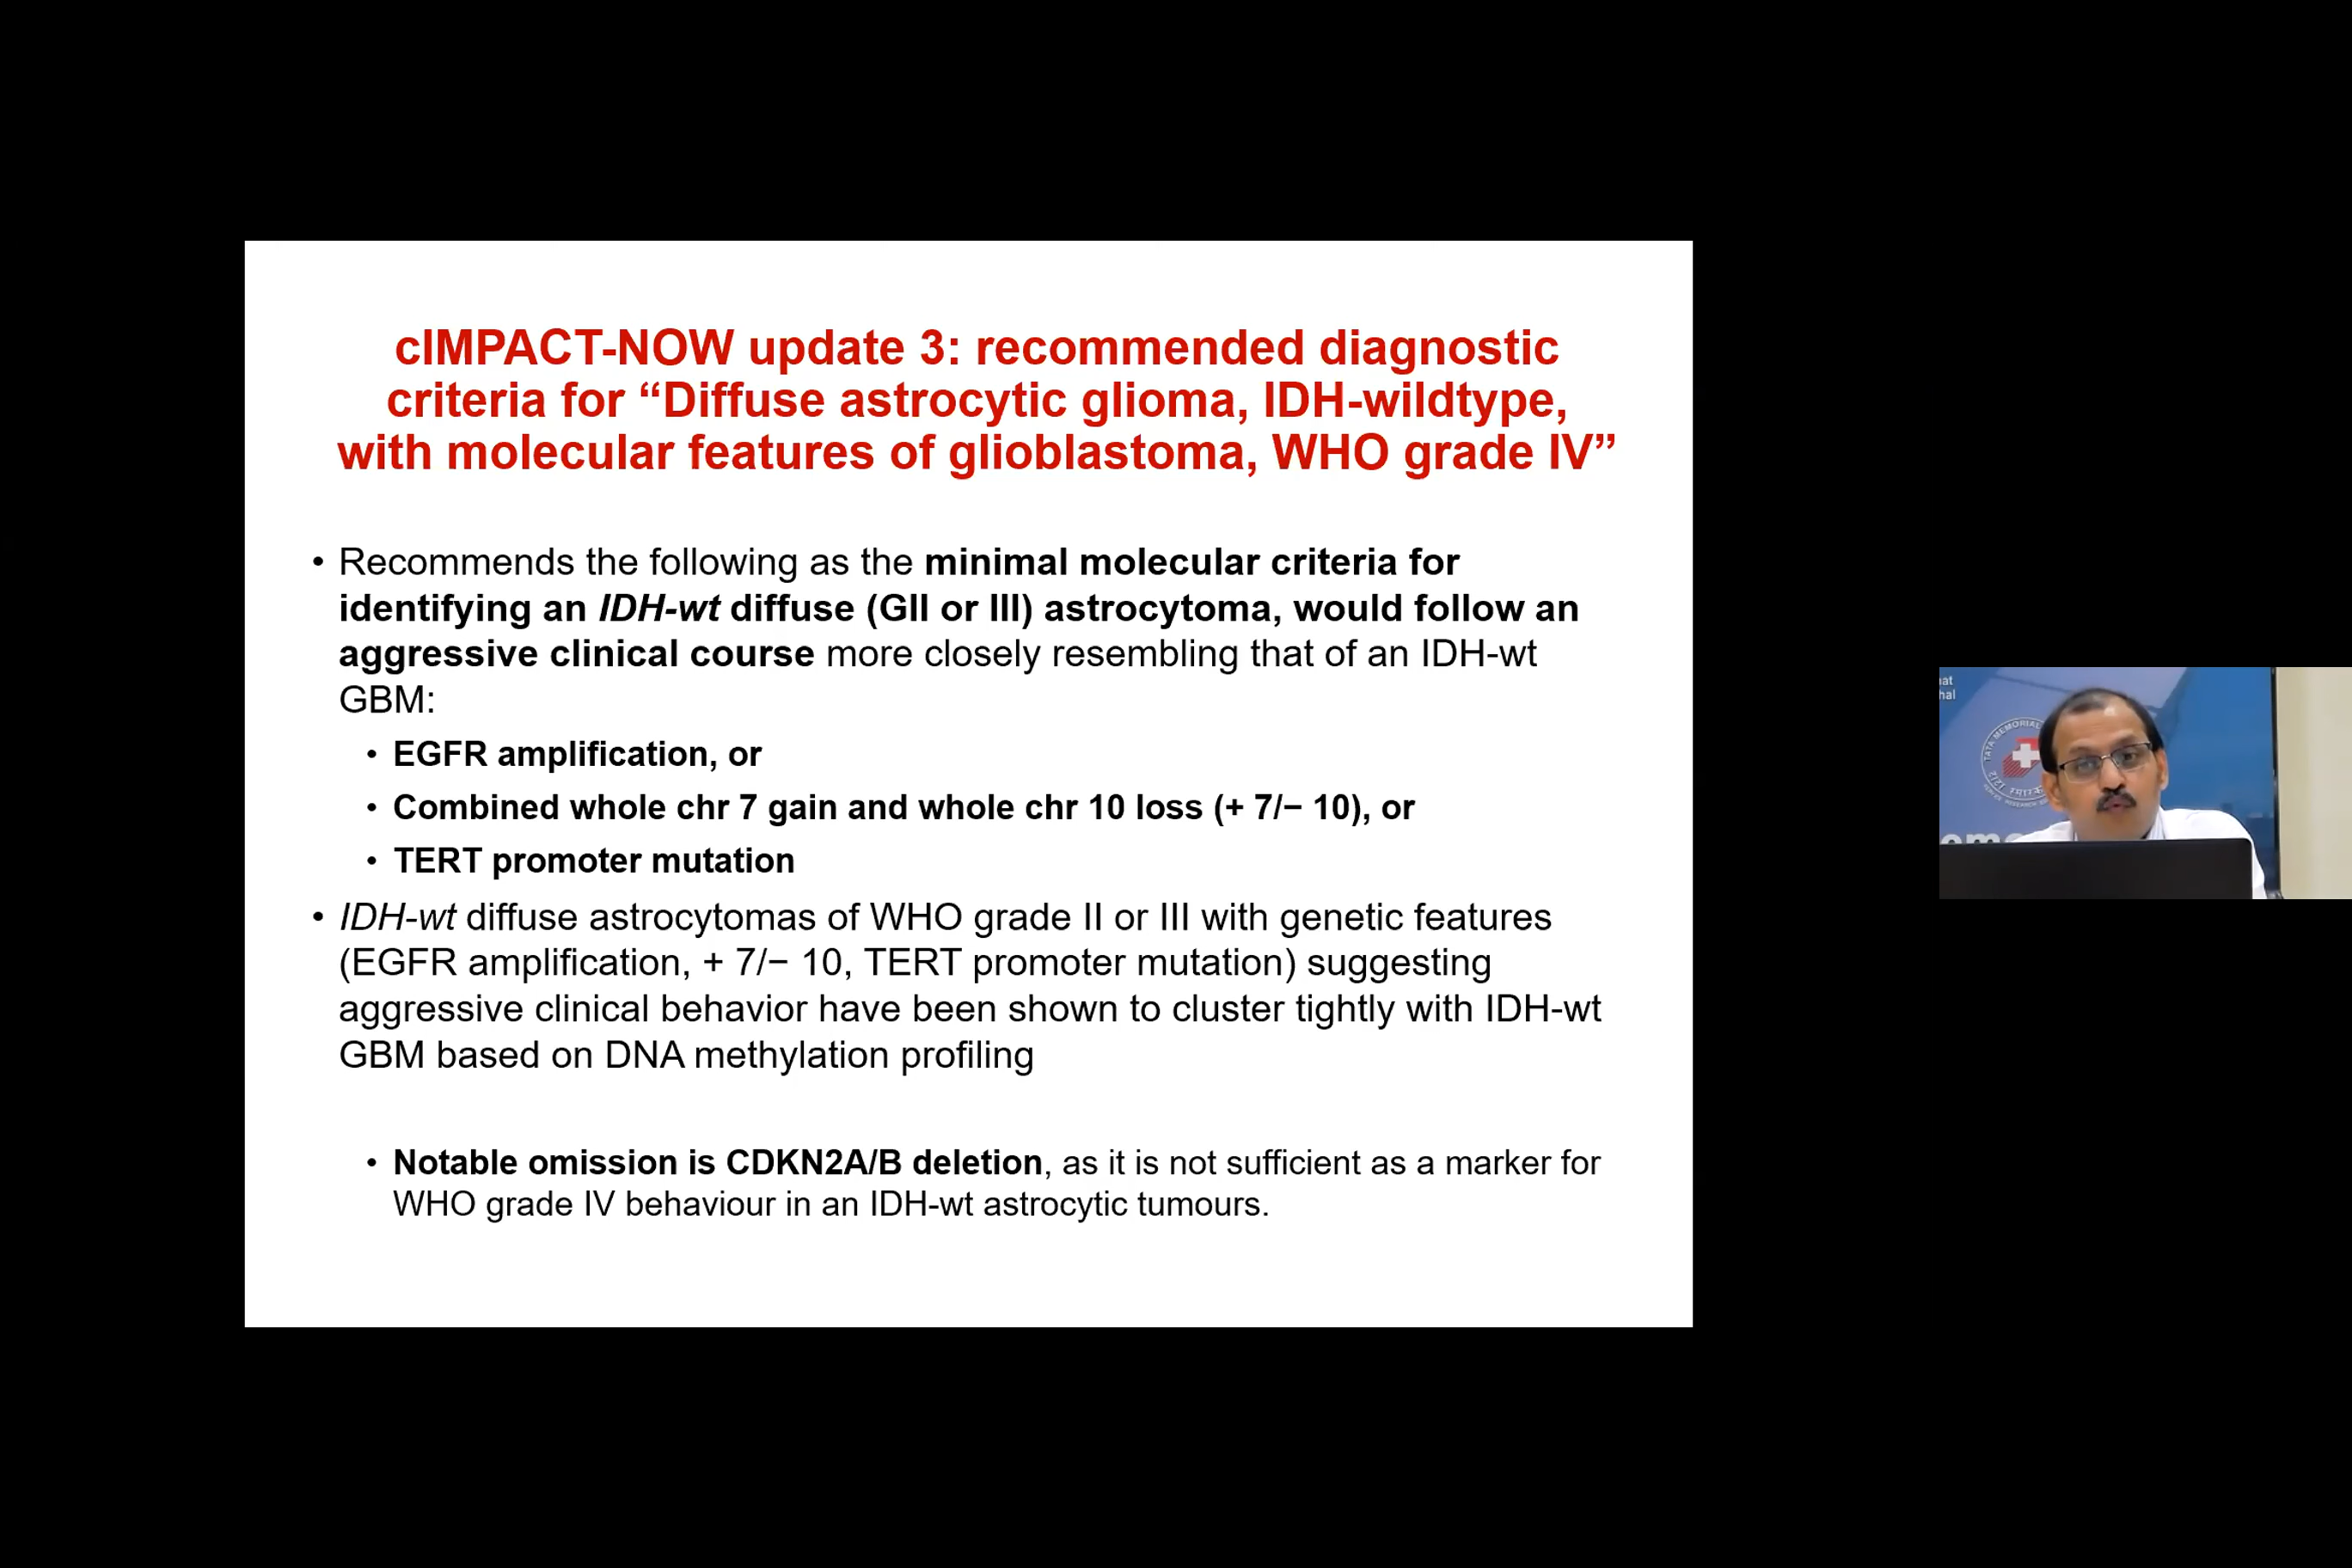 cIMPACT-NOW update 3: recommended diagnostic
criteria for “Diffuse astrocytic glioma, IDH-wildtype,
with molecular features of glioblastoma, WHO grade IV”
• Recommends the following as the minimal molecular criteria for
identifying an IDH-wt diffuse (GII or III) astrocytoma, would follow an
aggressive clinical course more closely resembling that of an IDH-wt
GBM:
• EGFR amplification, or
• Combined whole chr 7 gain and whole chr 10 loss (+ 7/− 10), or
• TERT promoter mutation
• IDH-wt diffuse astrocytomas of WHO grade II or III with genetic features
(EGFR amplification, + 7/− 10, TERT promoter mutation) suggesting
aggressive clinical behavior have been shown to cluster tightly with IDH-wt
GBM based on DNA methylation profiling
• Notable omission is CDKN2A/B deletion, as it is not sufficient as a marker for
WHO grade IV behaviour in an IDH-wt astrocytic tumours.
TATA MEMORIAL